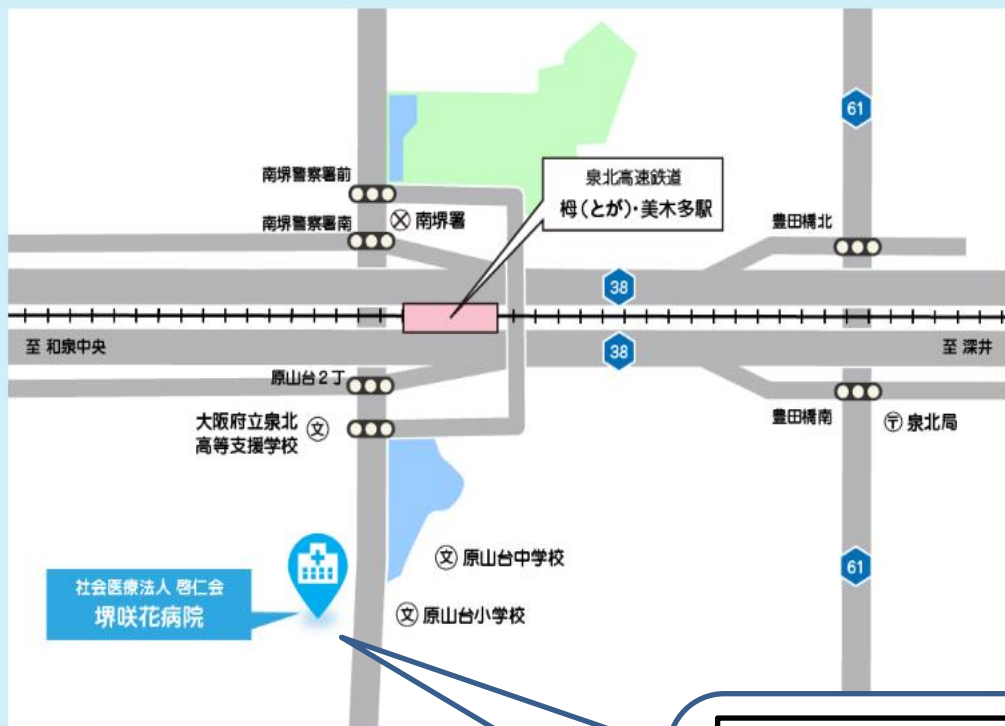 61
南堺警察署前
泉北高速鉄道
栂(とが)・美木多駅
南堺警察署南
南堺署
豊田橋北
38
至 和泉中央
38
至 深井
原山台2丁
大阪府立泉北
高等支援学校
文
豊田橋南
〒 泉北局
文 原山台中学校
61
社会医療法人 啓仁会
堺咲花病院
文 原山台小学校